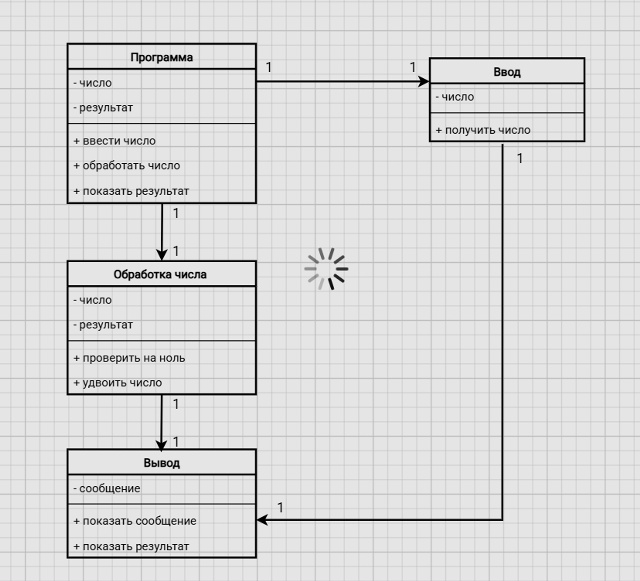 Программа
- число
- результат
+ ввести число
+ обработать число
+ показать результат
1
1
Ввод
- число
+ получить число
1
1
1
Обработка числа
- число
- результат
+ проверить на ноль
+ удвоить число
1
1
Вывод
- сообщение
+ показать сообщение
+ показать результат
1